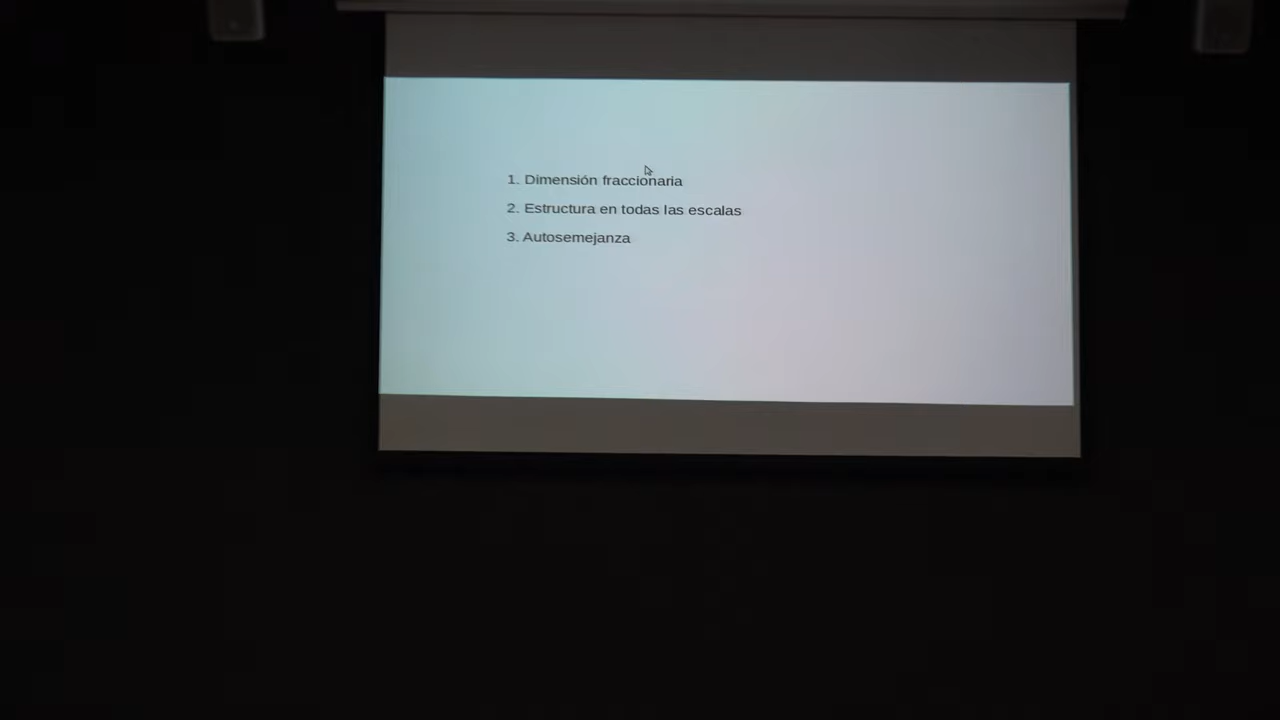 1. Dimensión fraccionaria
2. Estructura en todas las escalas
3. Autosemejanza